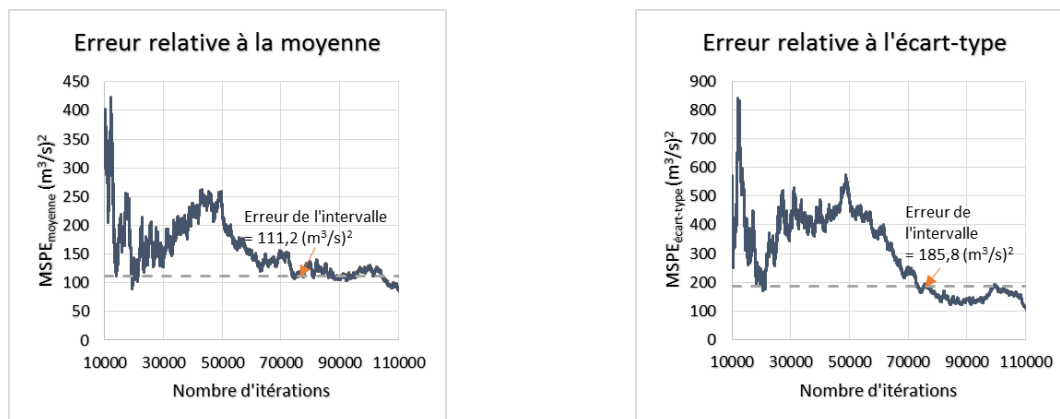 Erreur relative à la moyenne
MSPEmoyenne (m³/s)²
450
400
350
300
250
200
150
100
50
0
Erreur de l'intervalle
= 111,2 (m³/s)²
10000 30000 50000 70000 90000 110000
Nombre d'itérations
Erreur relative à l'écart-type
MSPEécart-type (m³/s)²
900
800
700
600
500
400
300
200
100
0
Erreur de
l'intervalle
= 185,8 (m³/s)²
10000 30000 50000 70000 90000 110000
Nombre d'itérations